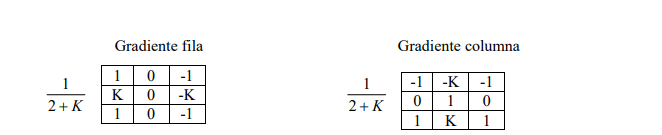 Gradiente fila
1
2 + K
1 0 -1
K 0 -K
1 0 -1
Gradiente columna
1
2 + K
-1 -K -1
0 1 0
1 K 1